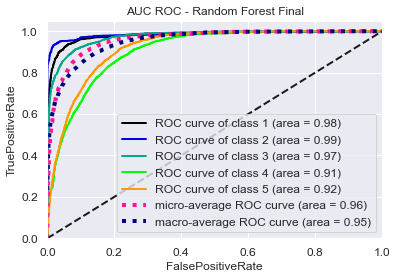 AUC ROC - Random Forest Final
TruePositiveRate
1.0
0.8
0.6
0.4
0.2
0.0
ROC curve of class 1 (area = 0.98)
ROC curve of class 2 (area = 0.99)
ROC curve of class 3 (area = 0.97)
ROC curve of class 4 (area = 0.91)
ROC curve of class 5 (area = 0.92)
micro-average ROC curve (area = 0.96)
macro-average ROC curve (area = 0.95)
0.0 0.2 0.4 0.6 0.8 1.0
FalsePositiveRate